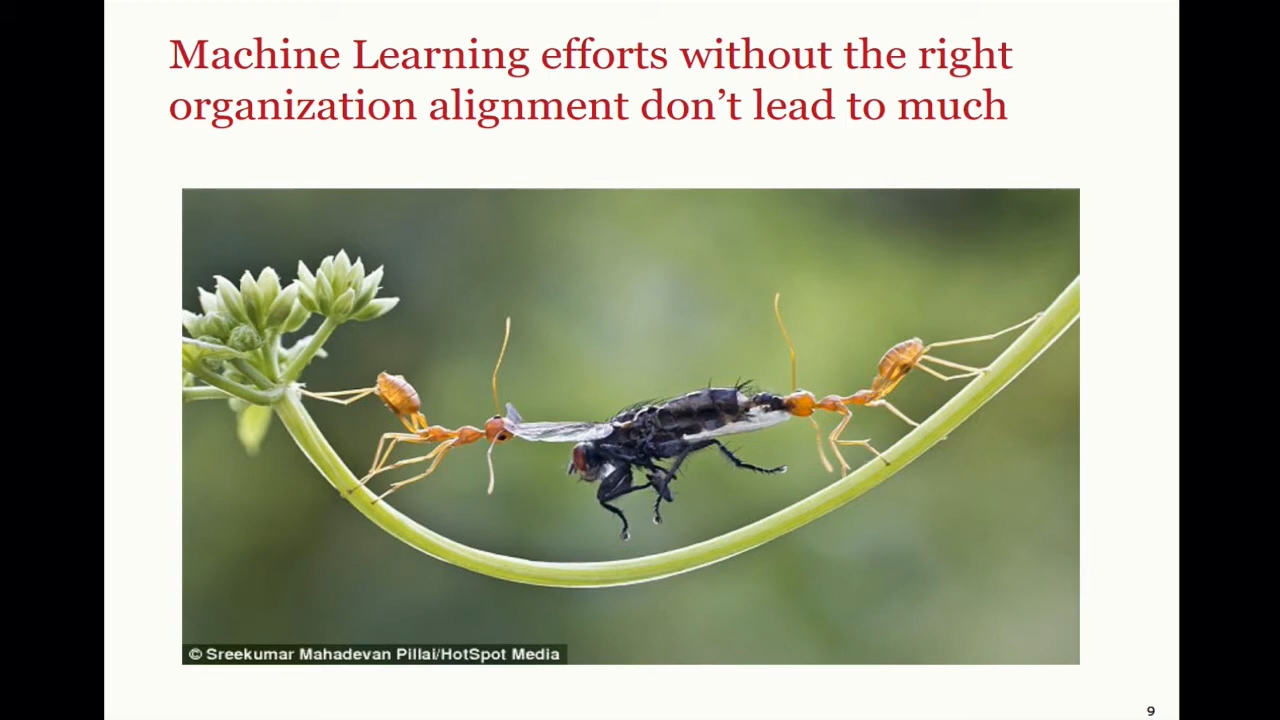 Machine Learning efforts without the right
organization alignment don’t lead to much
© Sreekumar Mahadevan Pillai/HotSpot Media
9